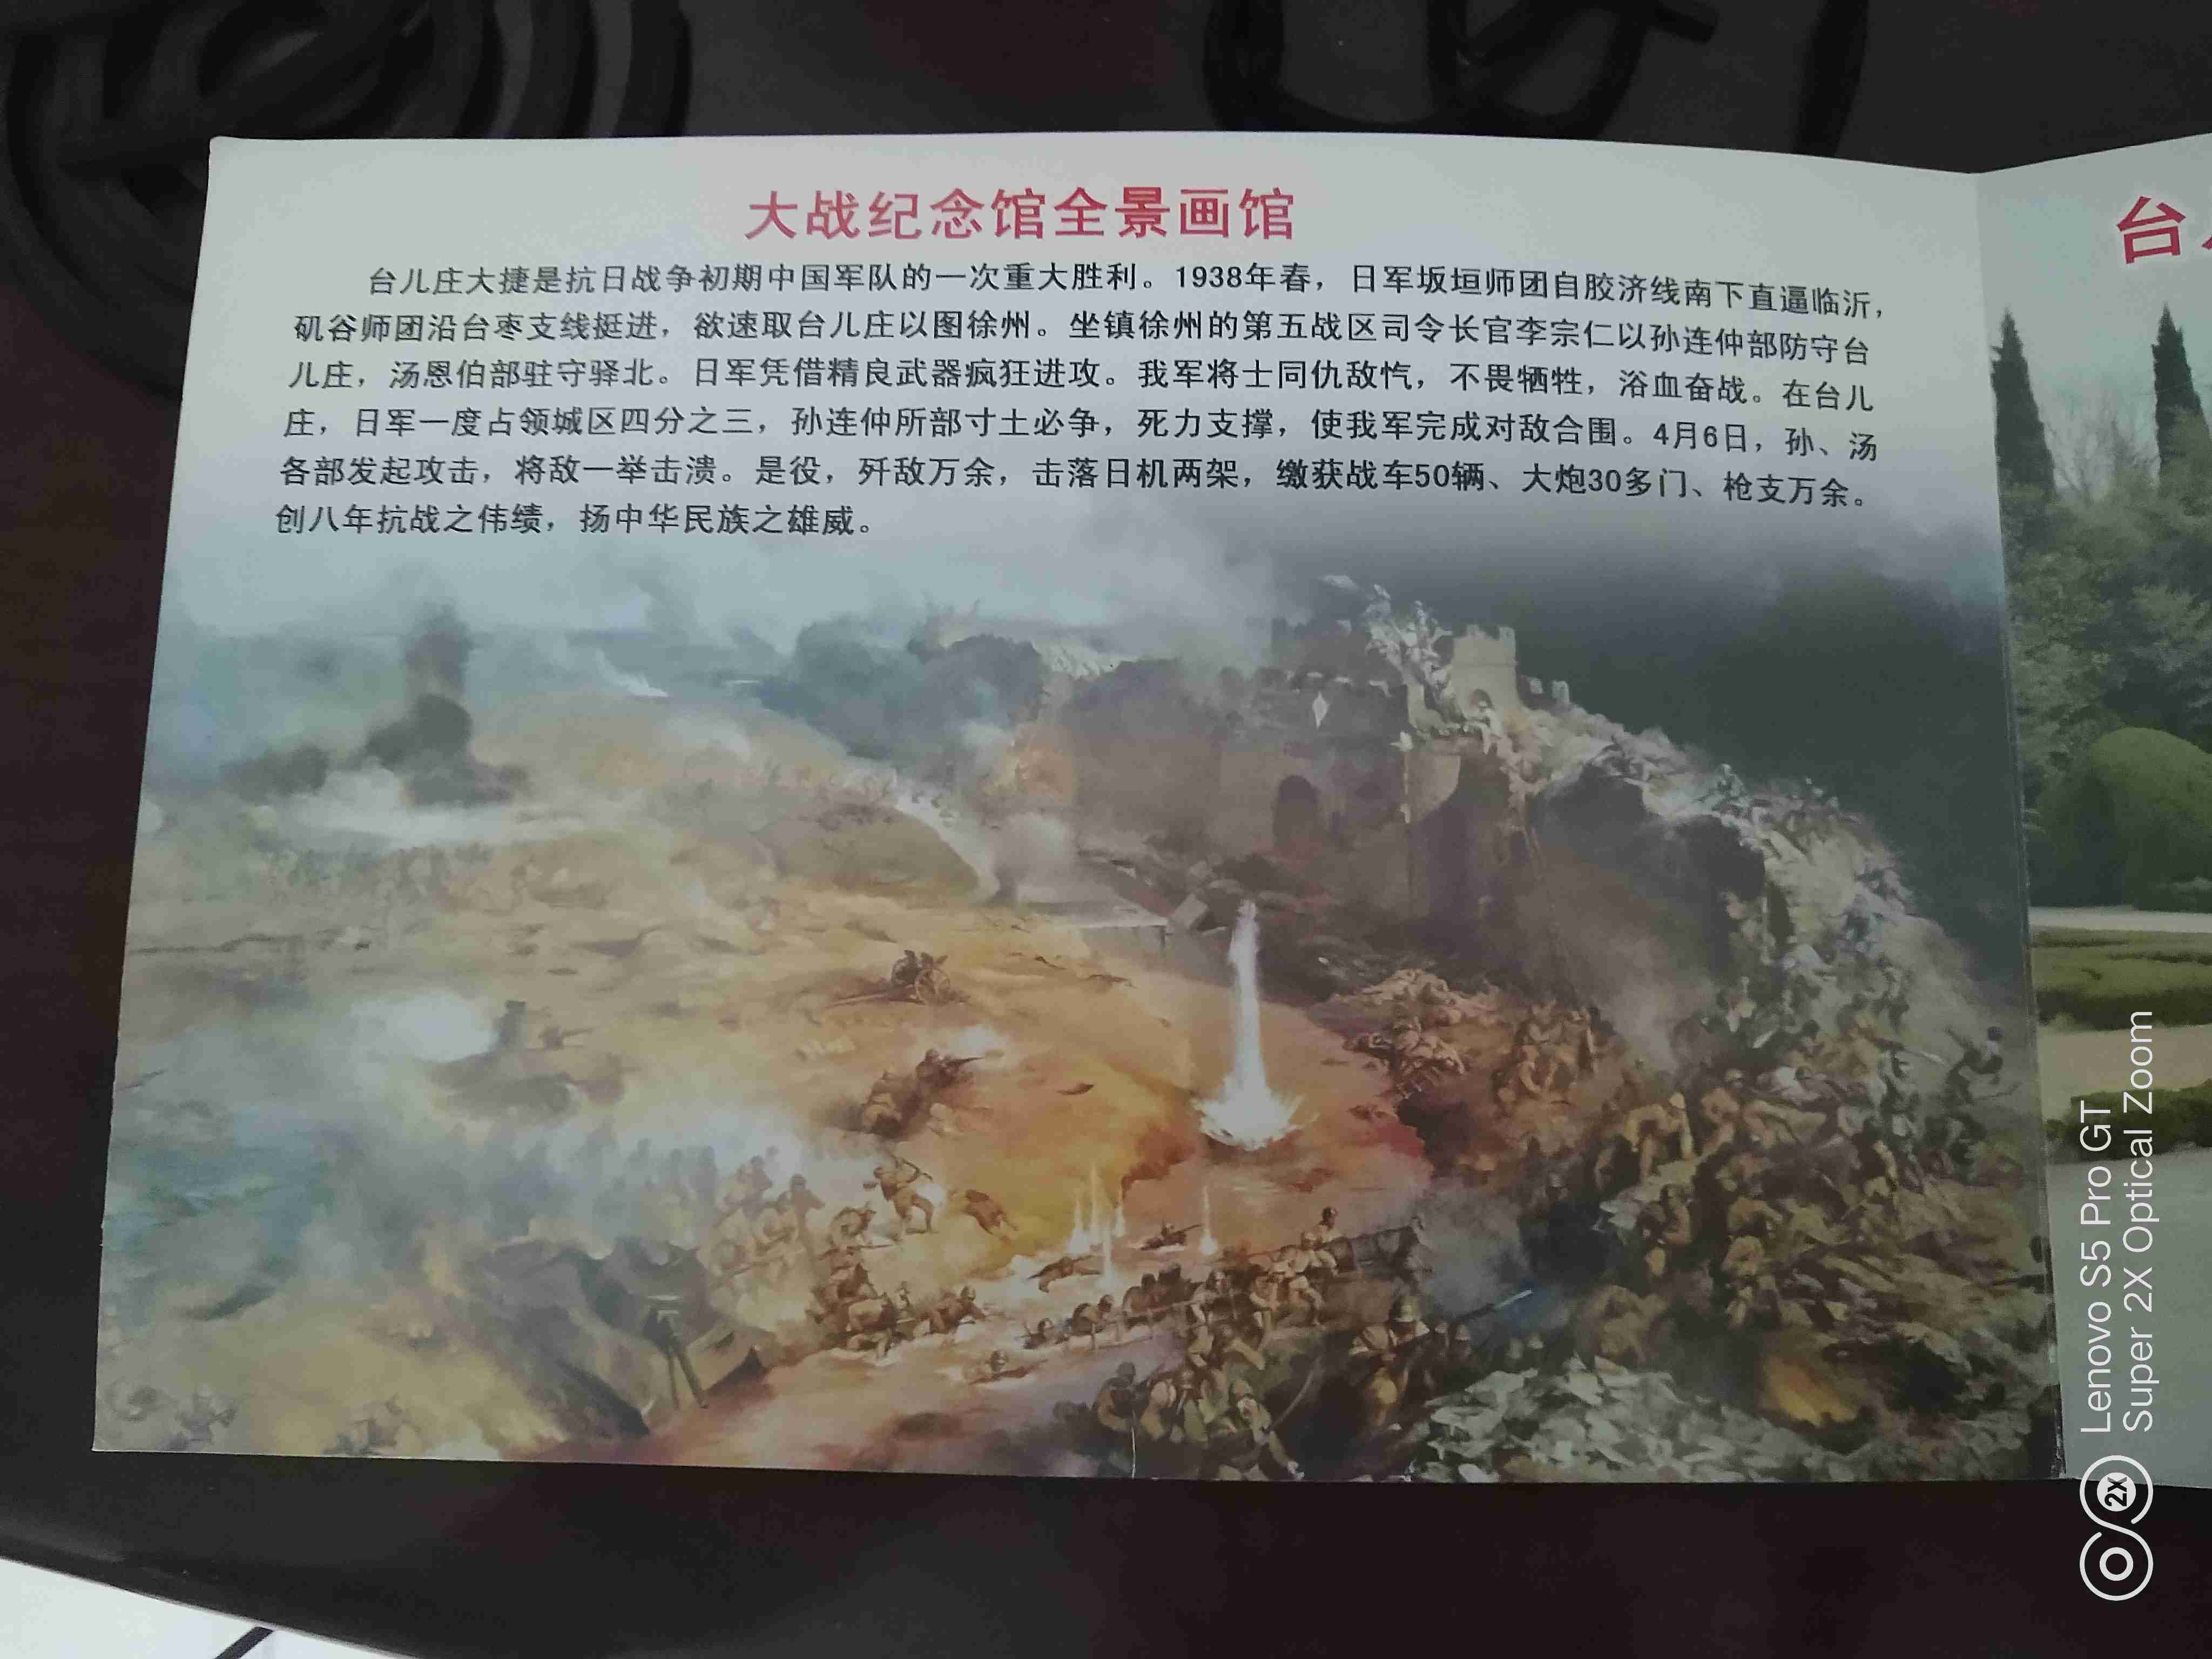 大战纪念馆全景画馆
台儿庄大捷是抗日战争初期中国军队的一次重大胜利。1938年春，日军坂垣师团自胶济线南下直逼临沂，
矶谷师团沿台枣支线挺进，欲速取台儿庄以图徐州。坐镇徐州的第五战区司令长官李宗仁以孙连仲部防守台
儿庄，汤恩伯部驻守驿北。日军凭借精良武器疯狂进攻。我军将士同仇敌忾，不畏牺牲，浴血奋战。在台儿
庄，日军一度占领城区四分之三，孙连仲所部寸土必争，死力支撑，使我军完成对敌合围。4月6日，孙、汤
各部发起攻击，将敌一举击溃。是役，歼敌万余，击落日机两架，缴获战车50辆、大炮30多门、枪支万余。
创八年抗战之伟绩，扬中华民族之雄威。
台
Lenovo S5 Pro GT
Super 2X Optical Zoom
2X